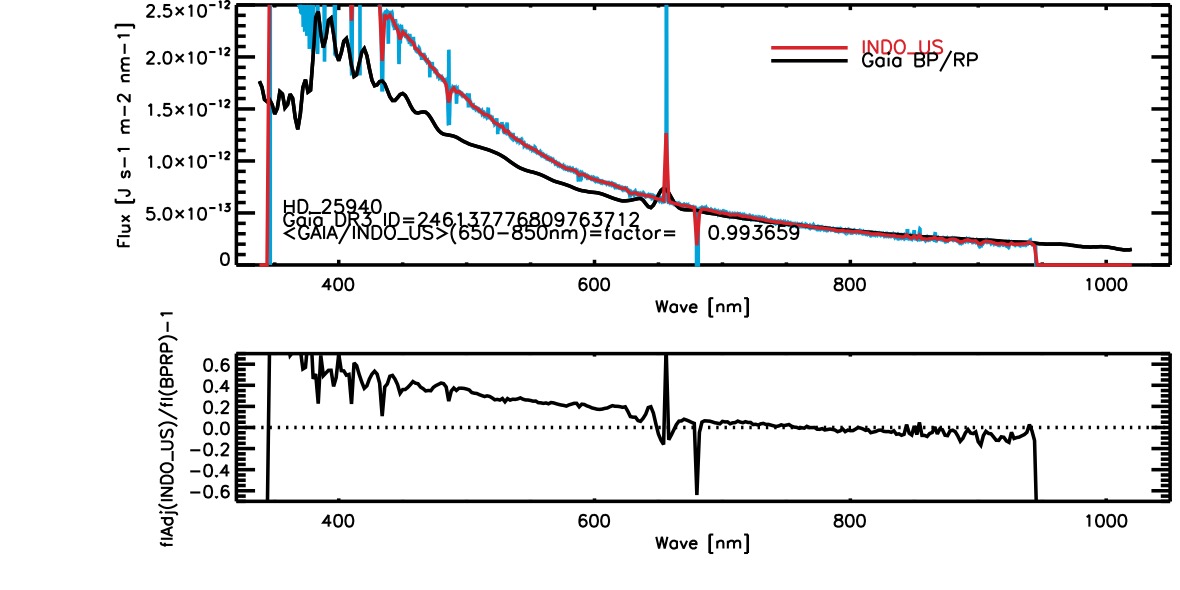 Flux [J s-1 m-2 nm-1]
2.5×10-12
2.0×10-12
1.5×10-12
1.0×10-12
5.0×10-13
0
INDO_US
Gaia BP/RP
HD_25940
Gaia DR3 ID=246137776809763712
<GAIA/INDO_US>(650-850nm)=factor= 0.993659
400 600 800 1000
Wave [nm]
flAdj(INDO_US)/fl(BPRP)-1
0.6
0.4
0.2
0.0
-0.2
-0.4
-0.6
400 600 800 1000
Wave [nm]